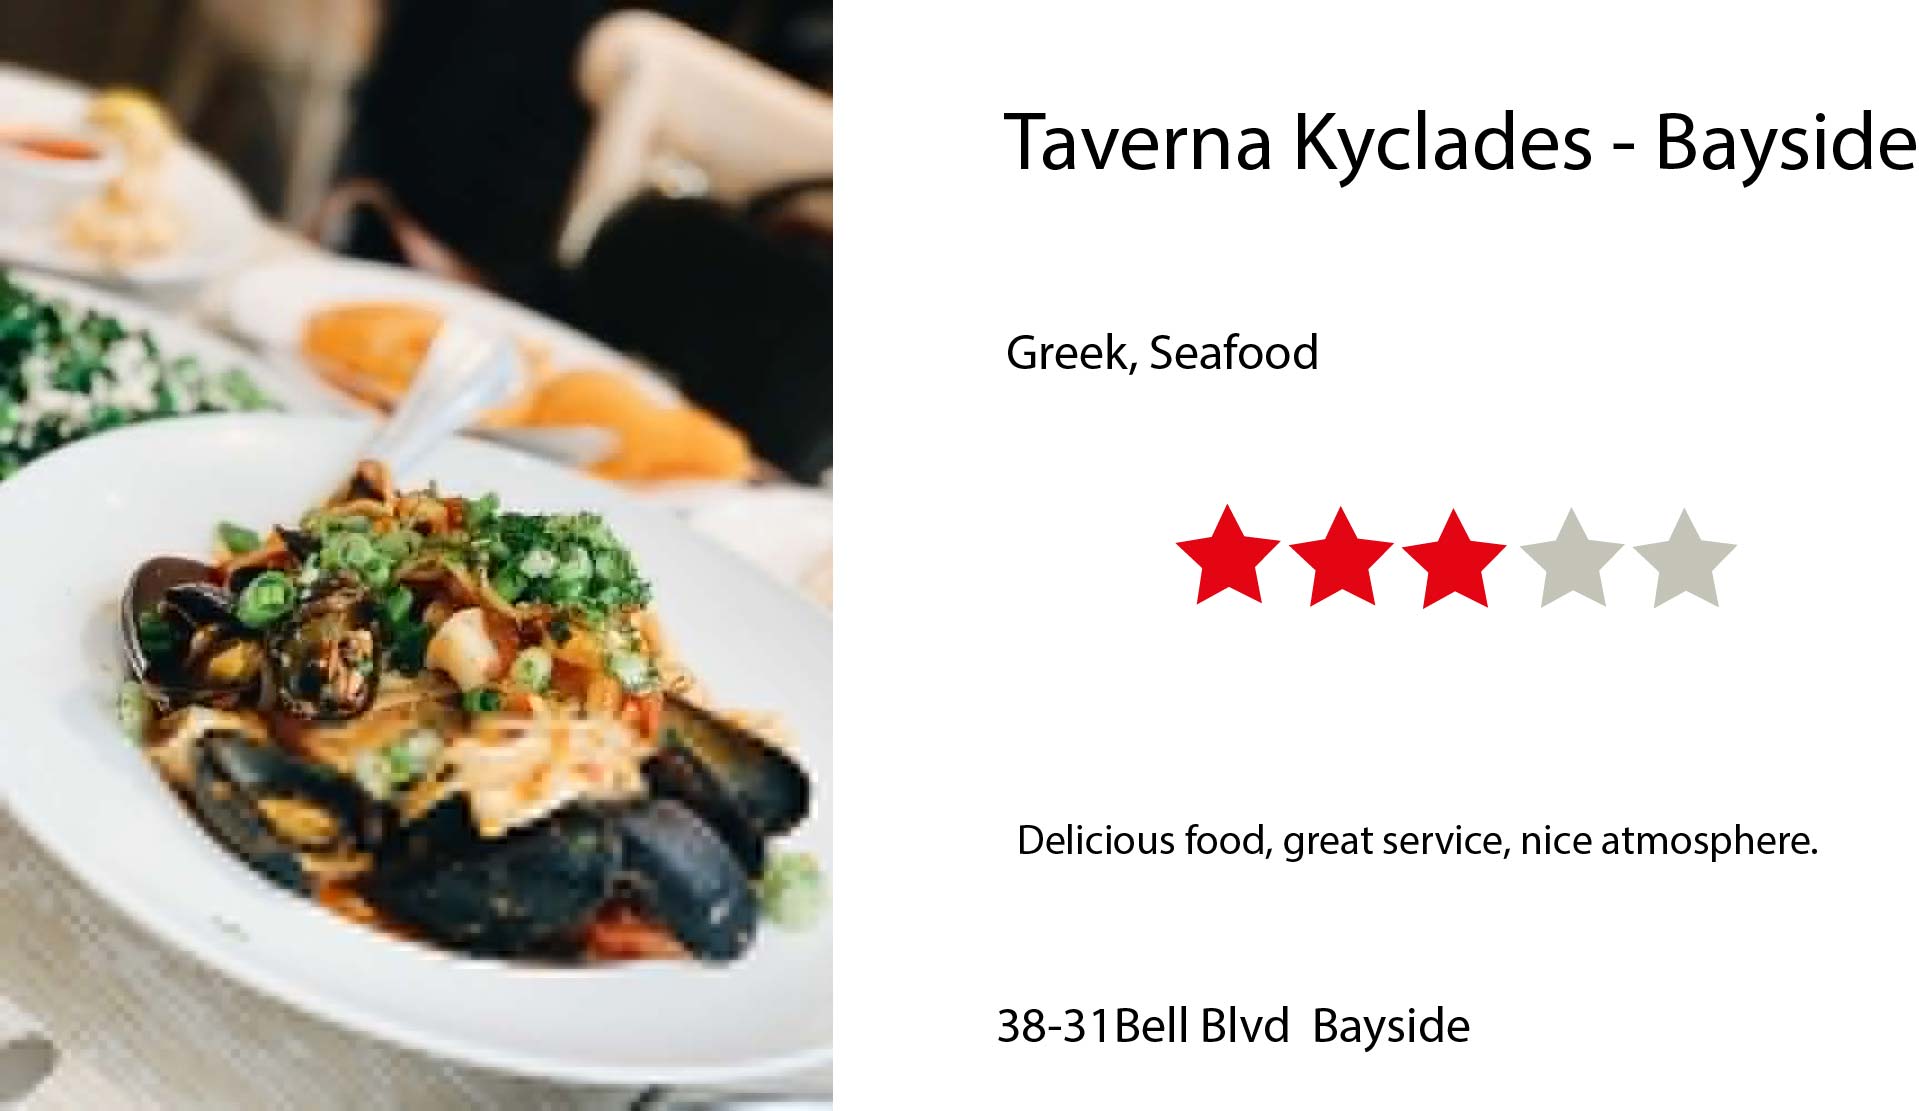 Taverna Kyclades - Bayside
Greek, Seafood
Delicious food, great service, nice atmosphere.
38-31Bell Blvd  Bayside